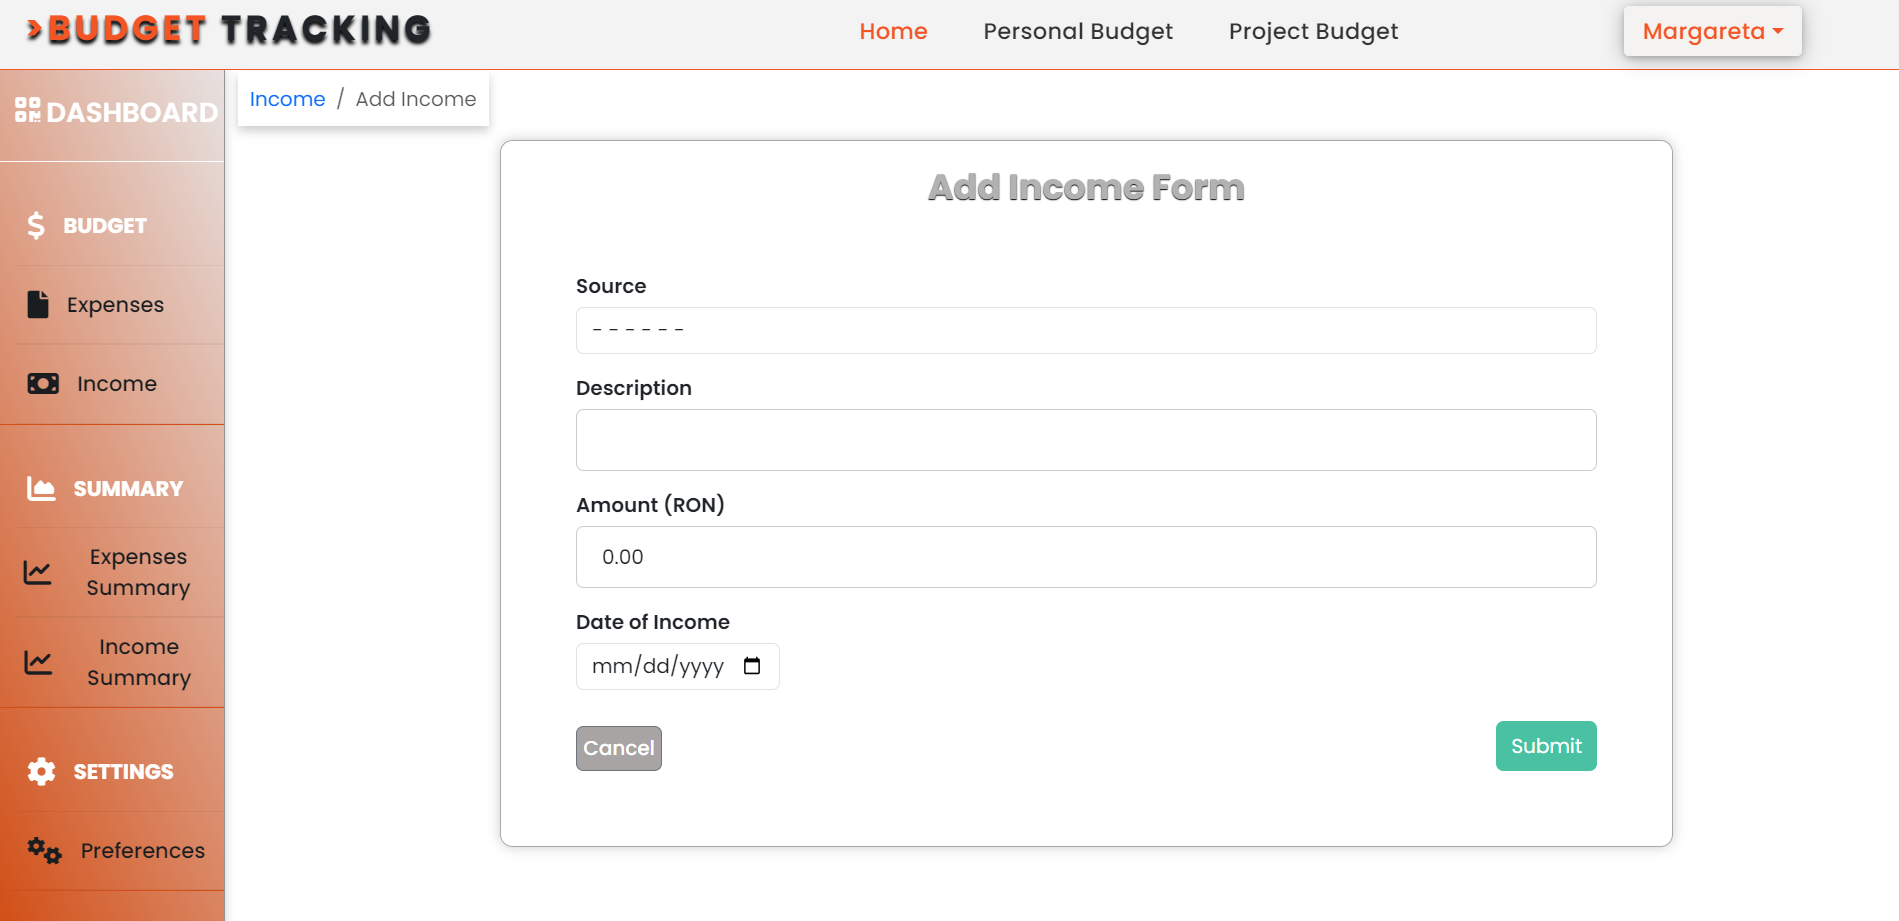 >BUDGET TRACKING
Home
Personal Budget
Project Budget
Margareta
DASHBOARD
BUDGET
Expenses
Income
SUMMARY
Expenses
Summary
Income
Summary
SETTINGS
Preferences
Income / Add Income
Add Income Form
Source
- - - - - -
Description
Amount (RON)
0.00
Date of Income
mm/dd/yyyy
Cancel
Submit